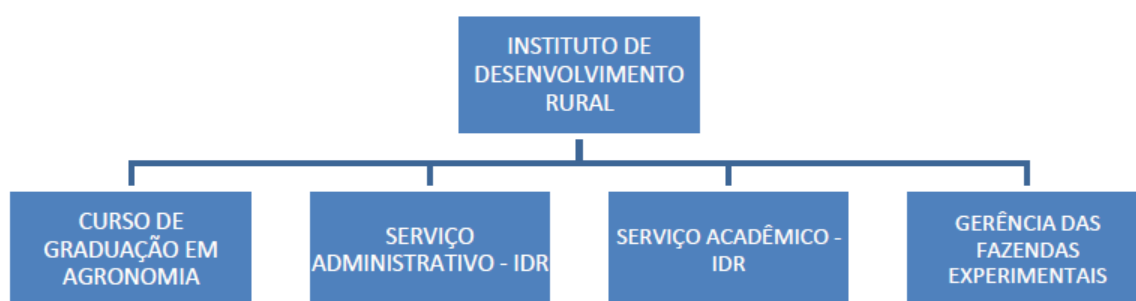 INSTITUTO DE
DESENVOLVIMENTO
RURAL
CURSO DE
GRADUAÇÃO EM
AGRONOMIA
SERVIÇO
ADMINISTRATIVO - IDR
SERVIÇO ACADÊMICO -
IDR
GERÊNCIA DAS
FAZENDAS
EXPERIMENTAIS